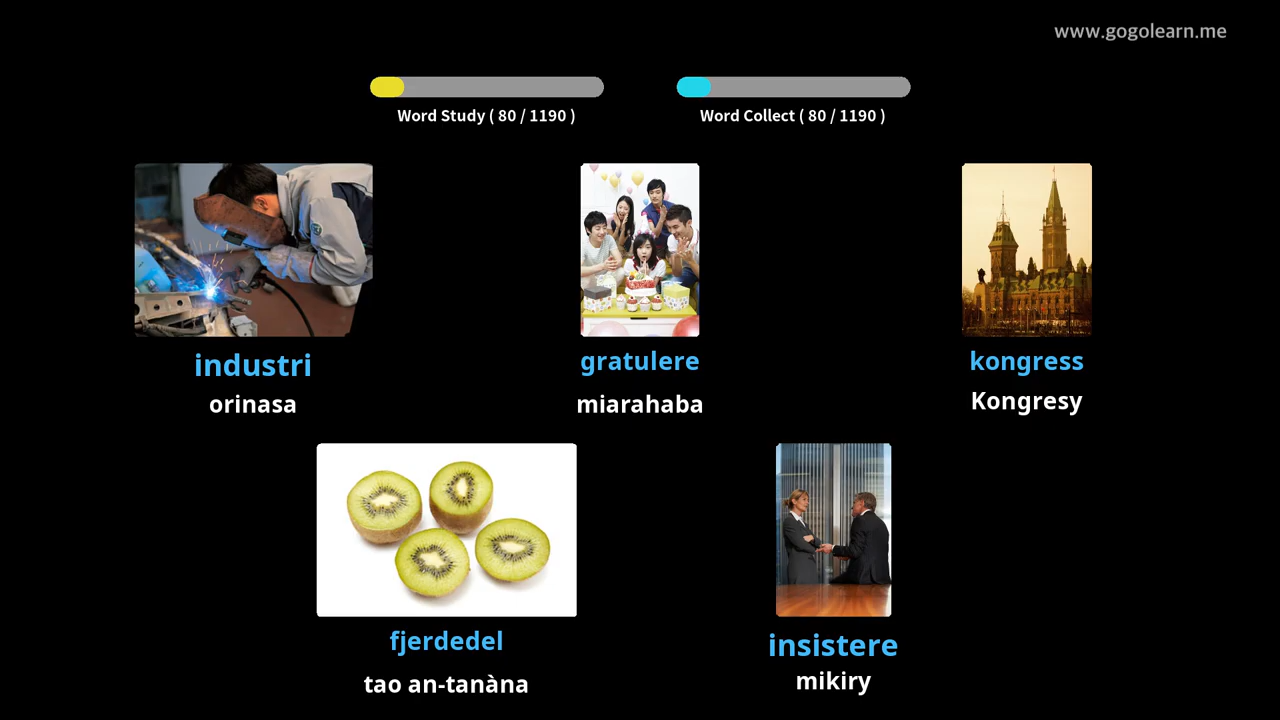 www.gogolearn.me
Word Study ( 80 / 1190 )
Word Collect ( 80 / 1190 )
industri
orinasa
gratulere
miarahaba
kongress
Kongresy
fjerdedel
tao an-tanàna
insistere
mikiry